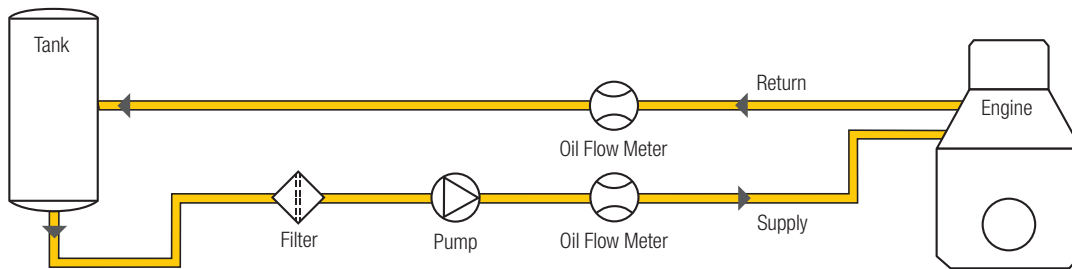 Tank
Return
Engine
Oil Flow Meter
Filter
Pump
Oil Flow Meter
Supply